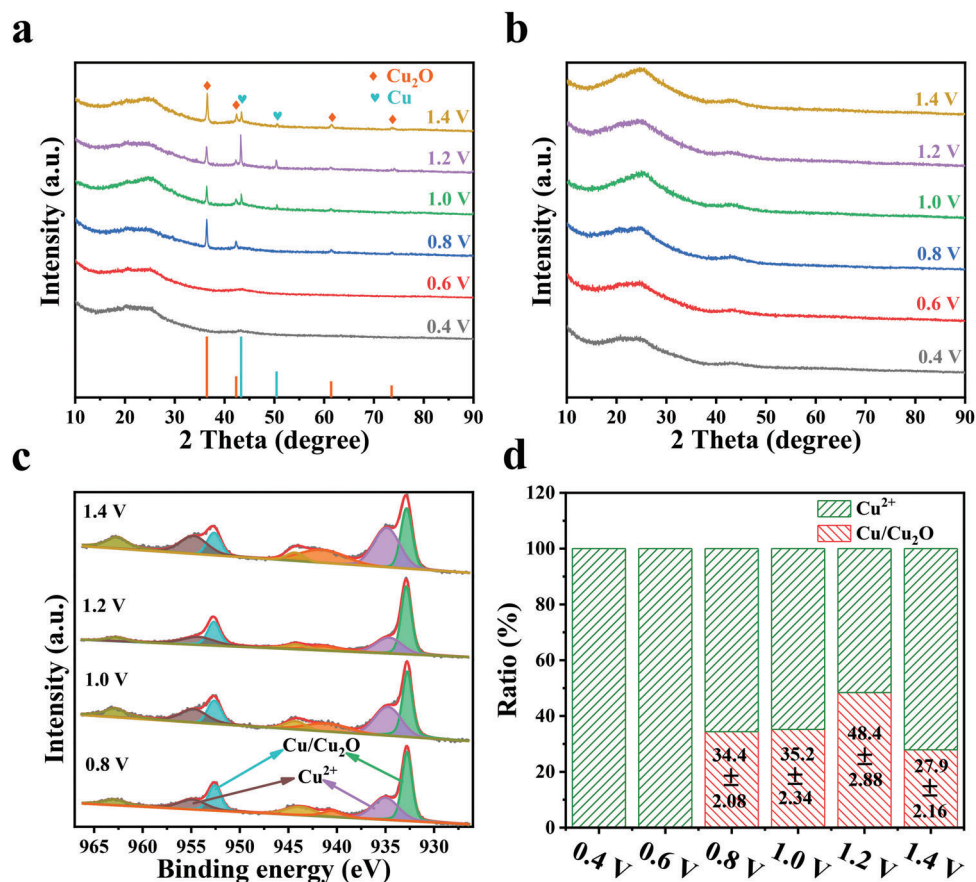 a
Cu₂O
Cu
1.4 V
1.2 V
1.0 V
0.8 V
0.6 V
0.4 V
Intensity (a.u.)
10 20 30 40 50 60 70 80 90
2 Theta (degree)
b
1.4 V
1.2 V
1.0 V
0.8 V
0.6 V
0.4 V
Intensity (a.u.)
10 20 30 40 50 60 70 80 90
2 Theta (degree)
c
1.4 V
1.2 V
1.0 V
0.8 V
Cu/Cu₂O
Cu²⁺
Intensity (a.u.)
965 960 955 950 945 940 935 930
Binding energy (eV)
d
Cu²⁺
Cu/Cu₂O
120
100
80
60
40
20
0
Ratio (%)
34.4
±
2.08
35.2
±
2.34
48.4
±
2.88
27.9
±
2.16
0.4 V 0.6 V 0.8 V 1.0 V 1.2 V 1.4 V